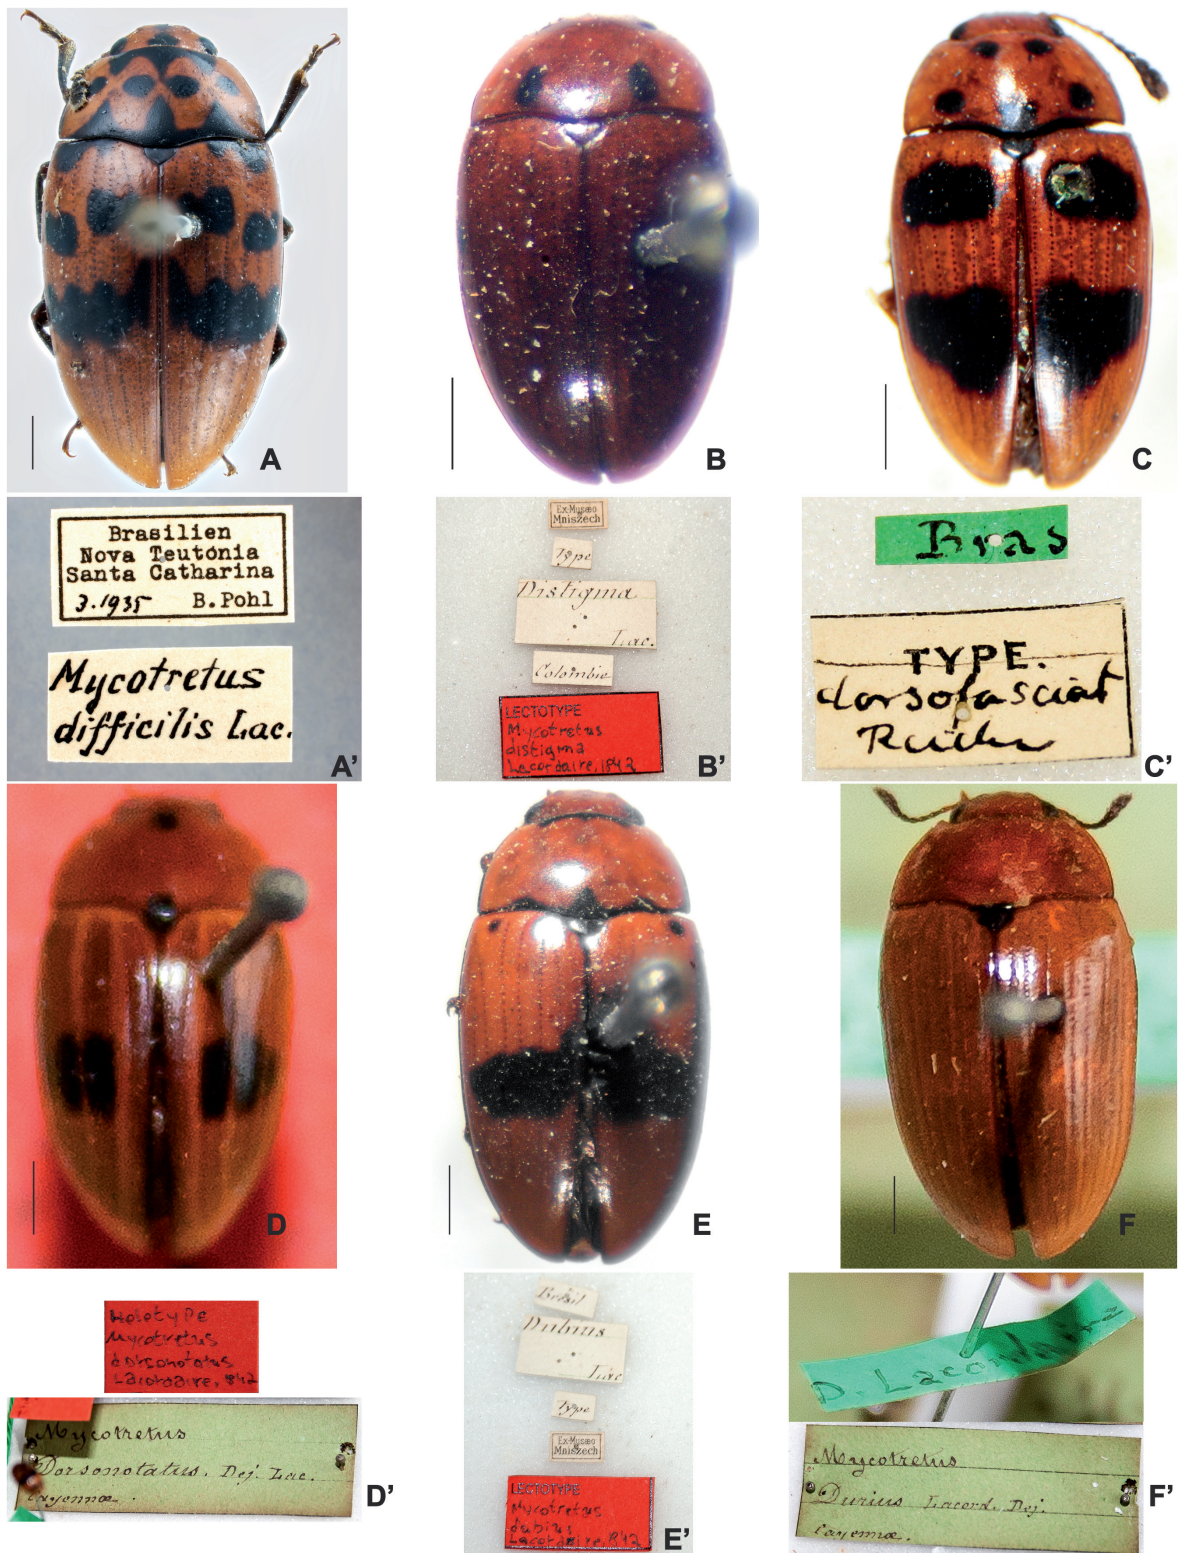 A
B
C
Brasilien
Nova Teutonia
Santa Catharina
3.1935 B. Pohl
Mycotretus
difficilis Lac.
A'
Ex-Musæo
Mniszech
Type
Distigma
Lac.
Colombie
LECTOTYPE
Mycotretus
distigma
Lacordaire, 1842
B'
Bras
TYPE.
dorsofasciat
C'
D
E
F
Holotype
Mycotretus
dorsonotatus
Lacordaire, 1842
Mycotretus
Dorsonotatus. Dej. Lac.
Cayennæ.
D'
Brésil
Dubius
Lac
type
Ex-Musæo
Mniszech
LECTOTYPE
Mycotretus
dubius
Lacordaire, 1842
E'
D. Lacordaire
Mycotretus
Durius Lacord. Dej.
Cayennæ.
F'